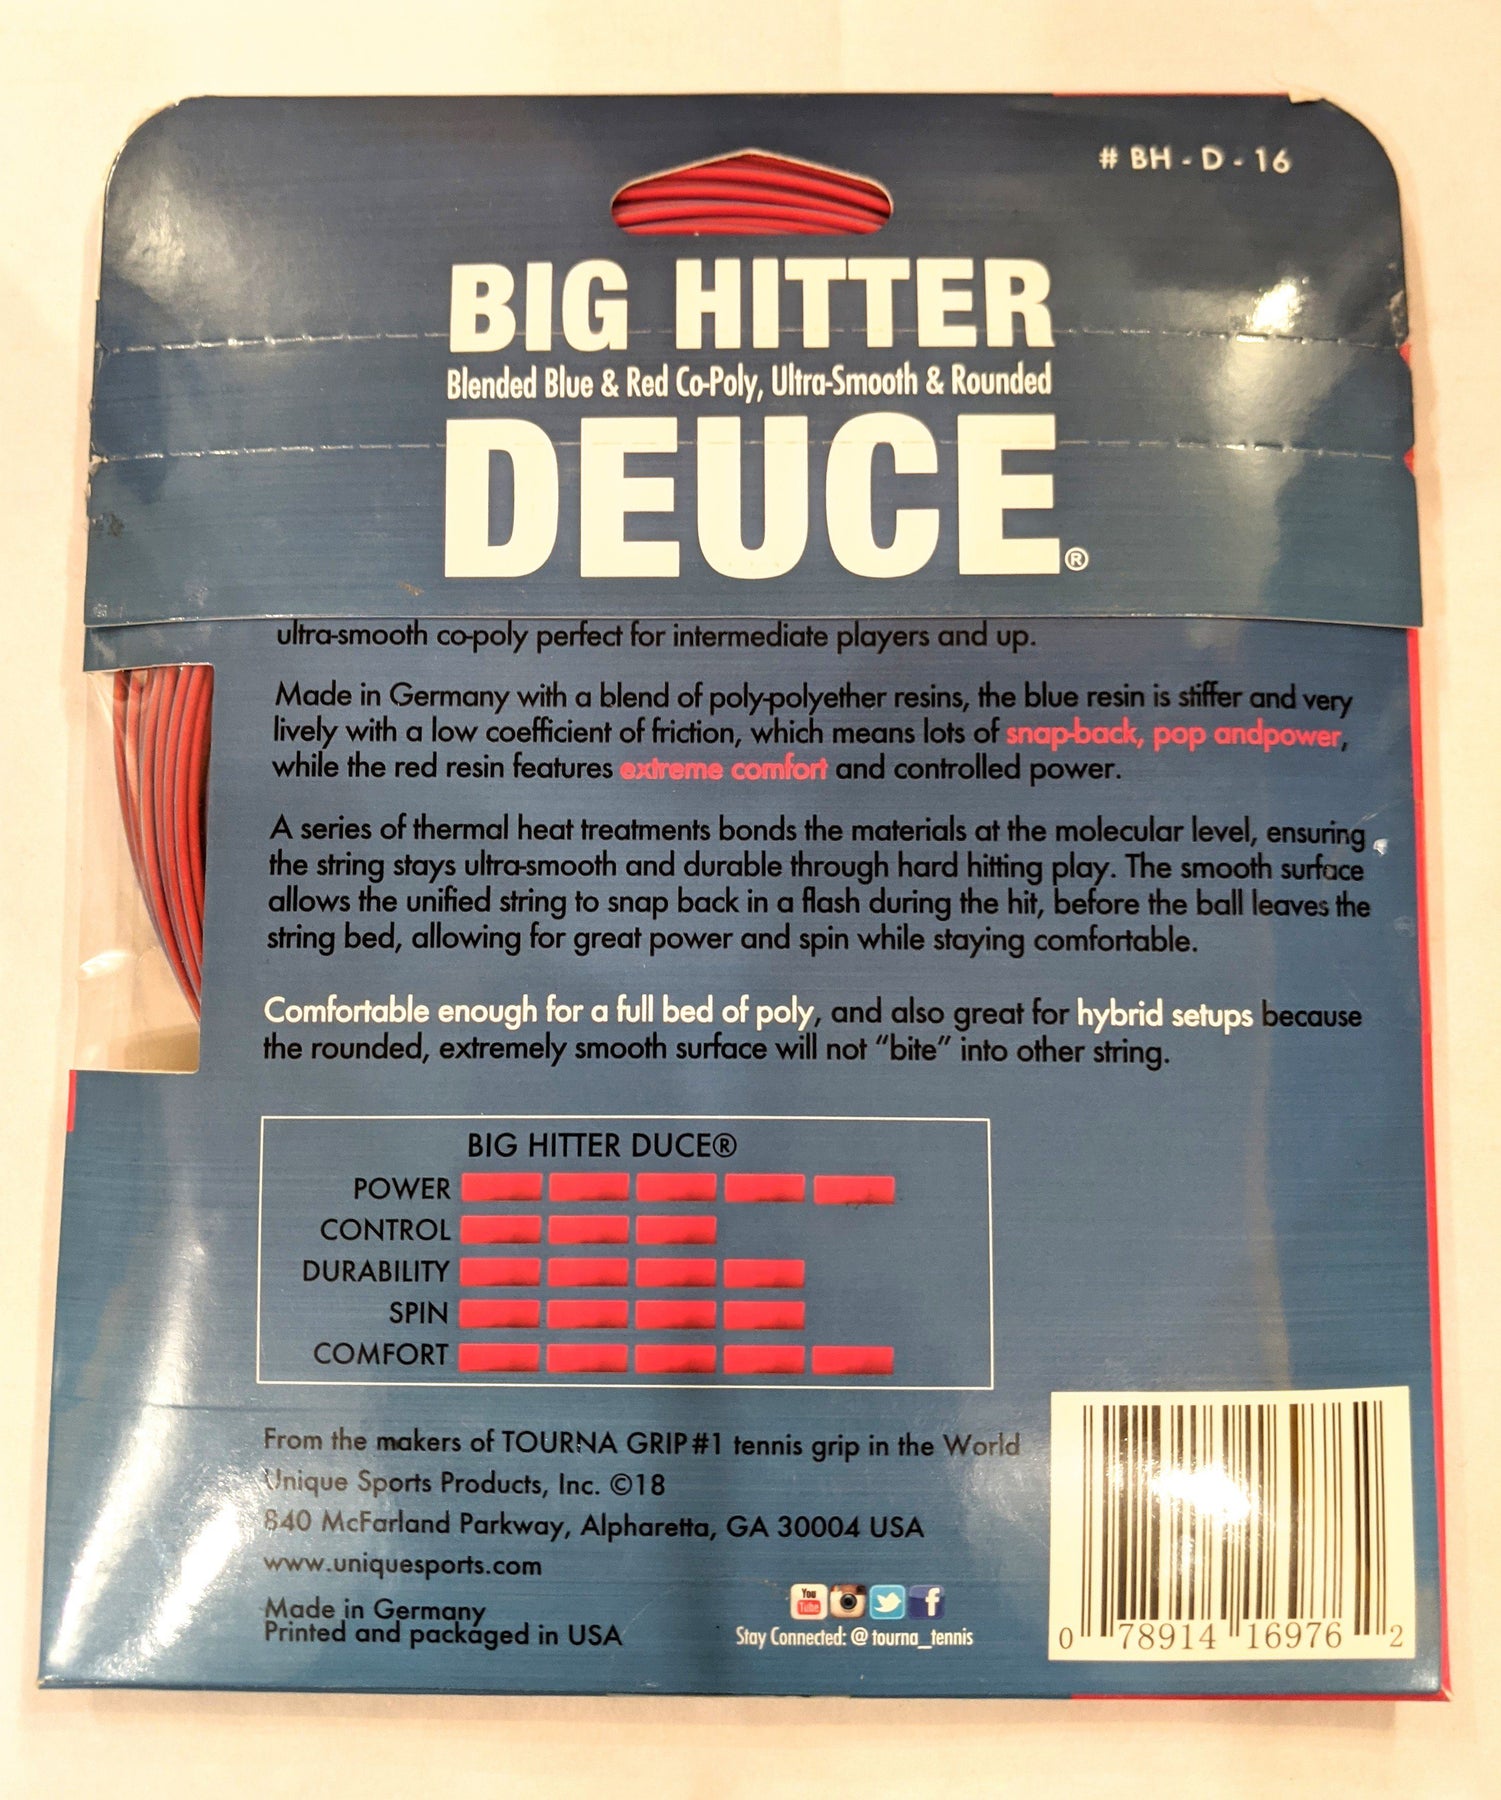 # BH - D - 16
BIG HITTER
Blended Blue & Red Co-Poly, Ultra-Smooth & Rounded
DEUCE®
ultra-smooth co-poly perfect for intermediate players and up.
Made in Germany with a blend of poly-polyether resins, the blue resin is stiffer and very
lively with a low coefficient of friction, which means lots of snap-back, pop andpower,
while the red resin features extreme comfort and controlled power.
A series of thermal heat treatments bonds the materials at the molecular level, ensuring
the string stays ultra-smooth and durable through hard hitting play. The smooth surface
allows the unified string to snap back in a flash during the hit, before the ball leaves the
string bed, allowing for great power and spin while staying comfortable.
Comfortable enough for a full bed of poly, and also great for hybrid setups because
the rounded, extremely smooth surface will not "bite" into other string.
BIG HITTER DUCE®
POWER
CONTROL
DURABILITY
SPIN
COMFORT
From the makers of TOURNA GRIP#1 tennis grip in the World
Unique Sports Products, Inc. ©18
840 McFarland Parkway, Alpharetta, GA 30004 USA
www.uniquesports.com
Made in Germany
Printed and packaged in USA
You
Tube
Stay Connected: @tourna_tennis
0 78914 16976 2